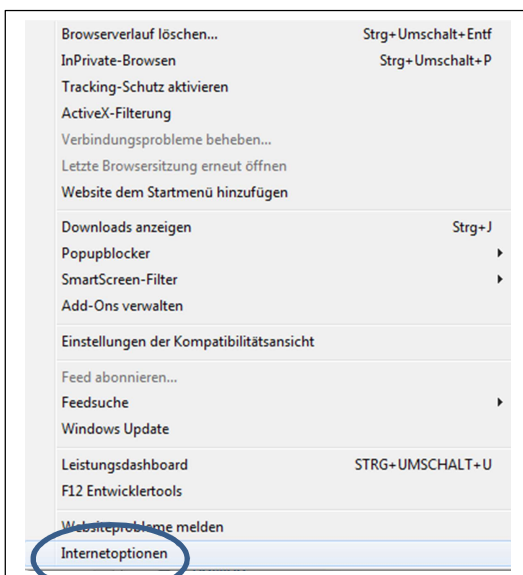 Browserverlauf löschen... Strg+Umschalt+Entf
InPrivate-Browsen Strg+Umschalt+P
Tracking-Schutz aktivieren
ActiveX-Filterung
Verbindungsprobleme beheben...
Letzte Browsersitzung erneut öffnen
Website dem Startmenü hinzufügen
Downloads anzeigen Strg+J
Popupblocker
SmartScreen-Filter
Add-Ons verwalten
Einstellungen der Kompatibilitätsansicht
Feed abonnieren...
Feedsuche
Windows Update
Leistungsdashboard STRG+UMSCHALT+U
F12 Entwicklertools
Websiteprobleme melden
Internetoptionen